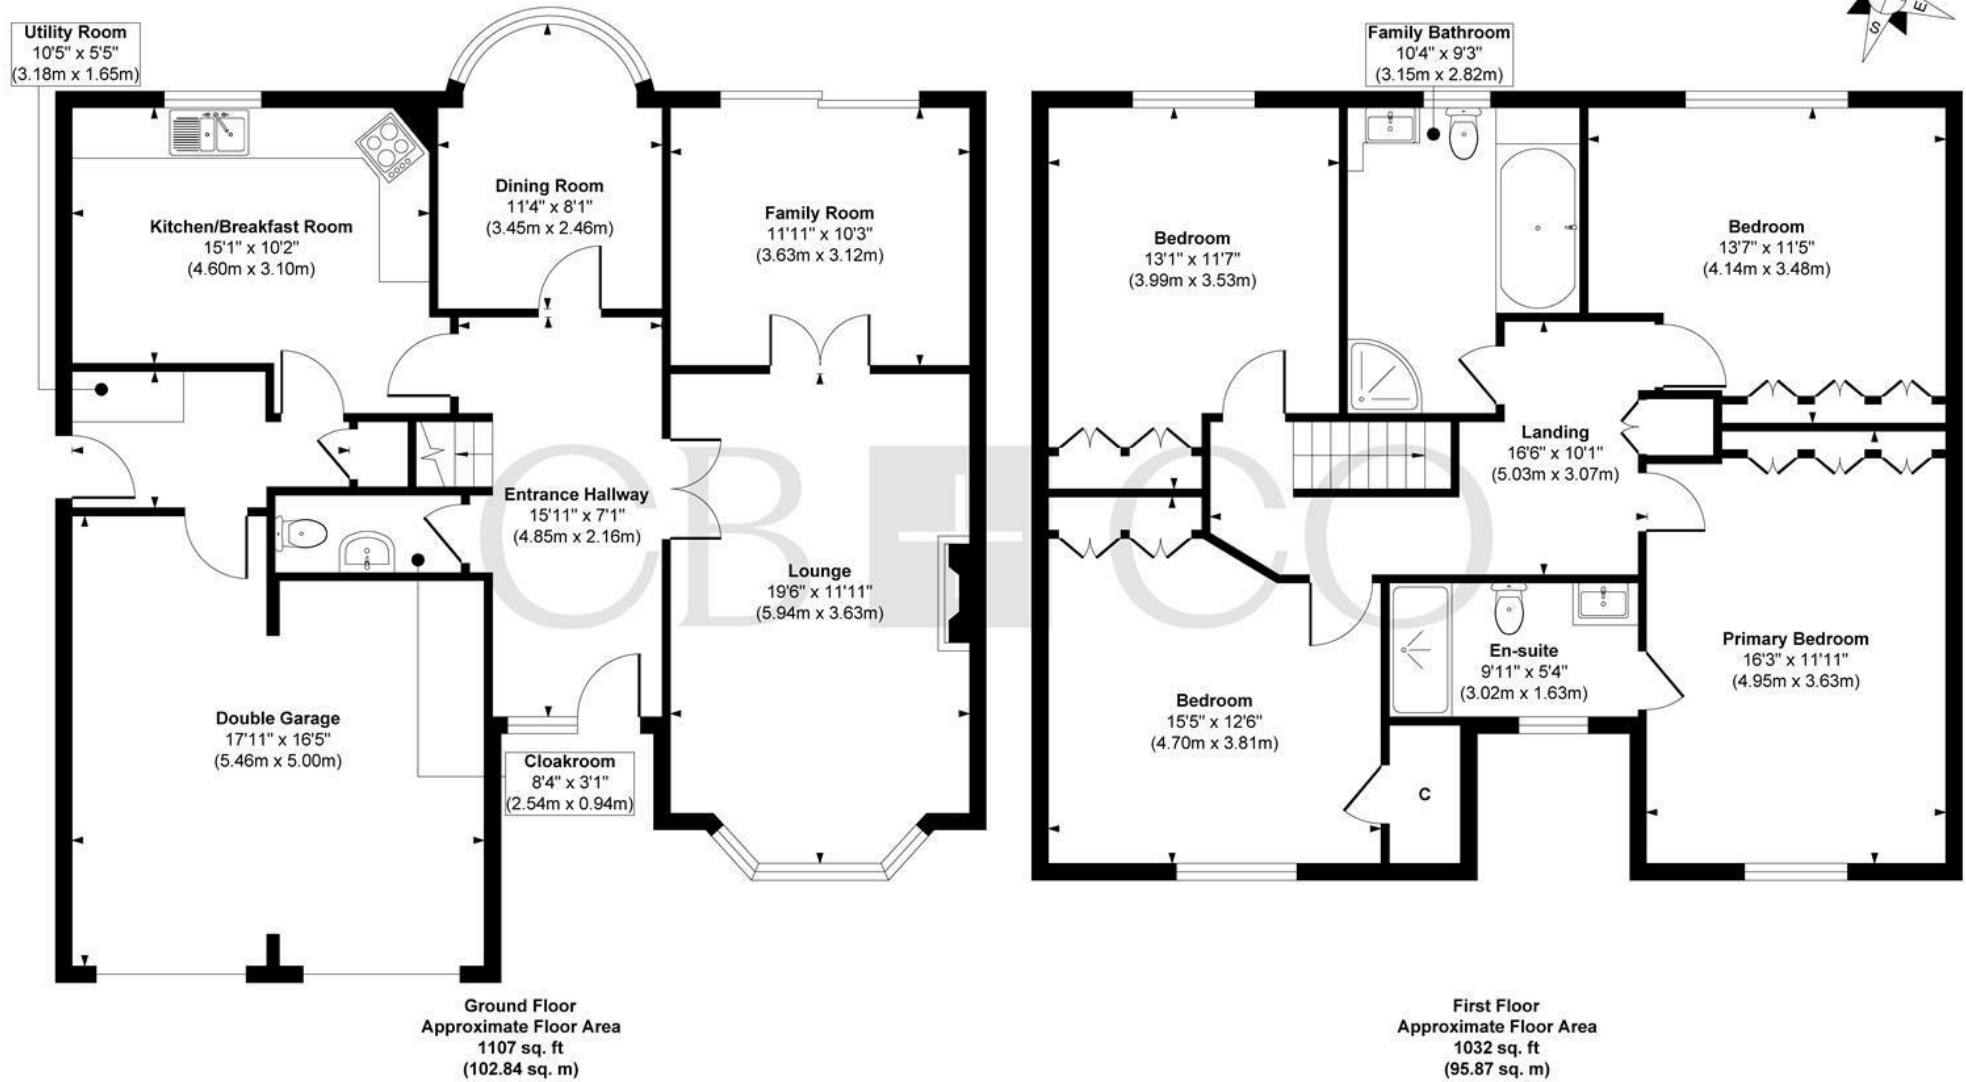 Utility Room
10'5" x 5'5"
(3.18m x 1.65m)
Kitchen/Breakfast Room
15'1" x 10'2"
(4.60m x 3.10m)
Dining Room
11'4" x 8'1"
(3.45m x 2.46m)
Family Room
11'11" x 10'3"
(3.63m x 3.12m)
Entrance Hallway
15'11" x 7'1"
(4.85m x 2.16m)
Lounge
19'6" x 11'11"
(5.94m x 3.63m)
Double Garage
17'11" x 16'5"
(5.46m x 5.00m)
Cloakroom
8'4" x 3'1"
(2.54m x 0.94m)
Ground Floor
Approximate Floor Area
1107 sq. ft
(102.84 sq. m)
Family Bathroom
10'4" x 9'3"
(3.15m x 2.82m)
S
E
Bedroom
13'1" x 11'7"
(3.99m x 3.53m)
Bedroom
13'7" x 11'5"
(4.14m x 3.48m)
Landing
16'6" x 10'1"
(5.03m x 3.07m)
En-suite
9'11" x 5'4"
(3.02m x 1.63m)
Primary Bedroom
16'3" x 11'11"
(4.95m x 3.63m)
Bedroom
15'5" x 12'6"
(4.70m x 3.81m)
C
First Floor
Approximate Floor Area
1032 sq. ft
(95.87 sq. m)
CB+CO